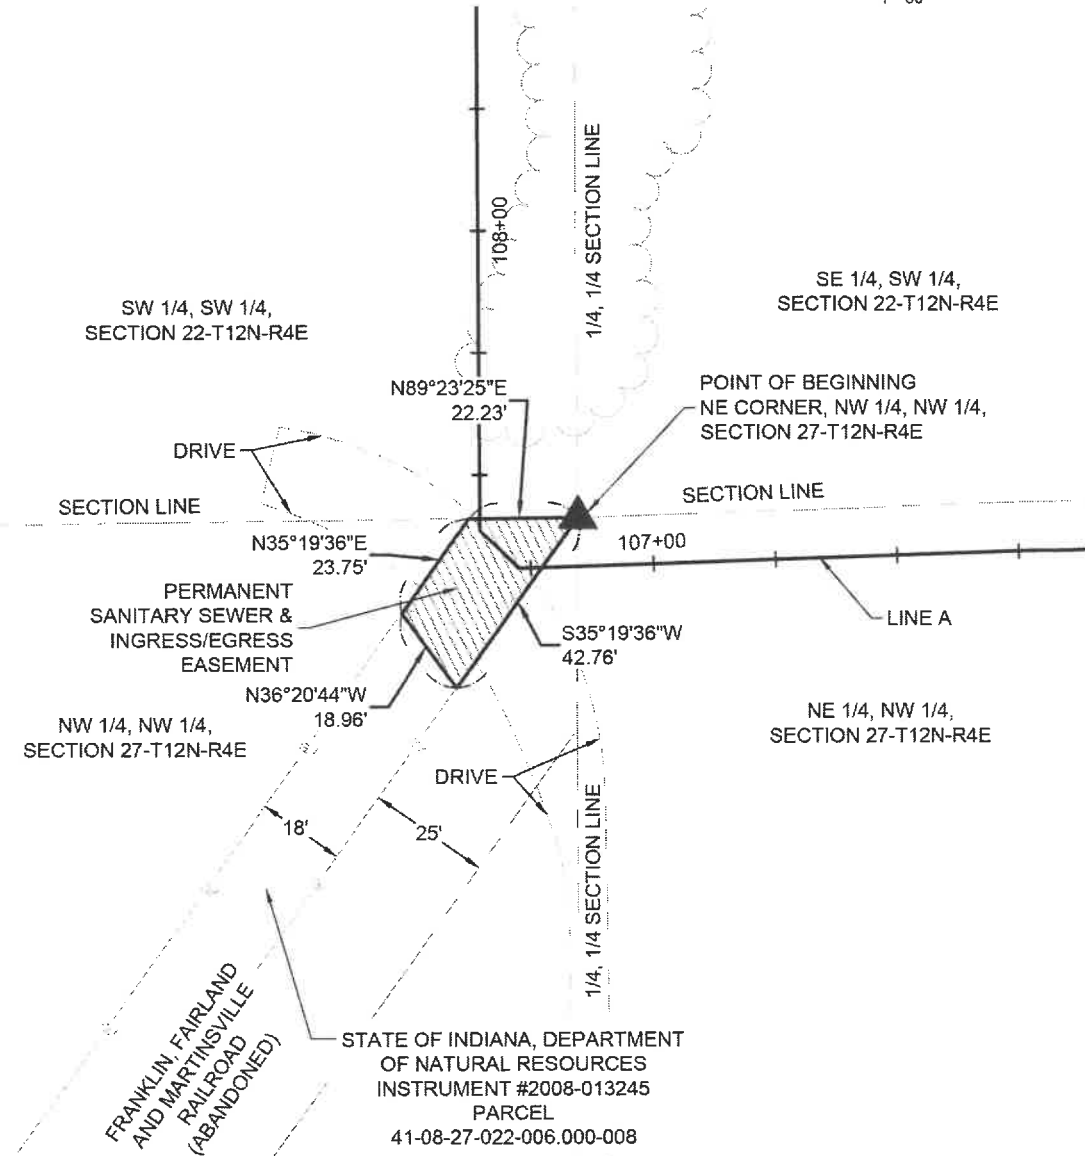 108+00
1/4, 1/4 SECTION LINE
SW 1/4, SW 1/4,
SECTION 22-T12N-R4E
SE 1/4, SW 1/4,
SECTION 22-T12N-R4E
N89°23'25"E
22.23'
POINT OF BEGINNING
NE CORNER, NW 1/4, NW 1/4,
SECTION 27-T12N-R4E
DRIVE
SECTION LINE
SECTION LINE
N35°19'36"E
23.75'
107+00
PERMANENT
SANITARY SEWER &
INGRESS/EGRESS
EASEMENT
LINE A
S35°19'36"W
42.76'
N36°20'44"W
18.96'
NW 1/4, NW 1/4,
SECTION 27-T12N-R4E
NE 1/4, NW 1/4,
SECTION 27-T12N-R4E
DRIVE
18'
25'
1/4, 1/4 SECTION LINE
FRANKLIN, FAIRLAND
AND MARTINSVILLE
RAILROAD
(ABANDONED)
STATE OF INDIANA, DEPARTMENT
OF NATURAL RESOURCES
INSTRUMENT #2008-013245
PARCEL
41-08-27-022-006.000-008